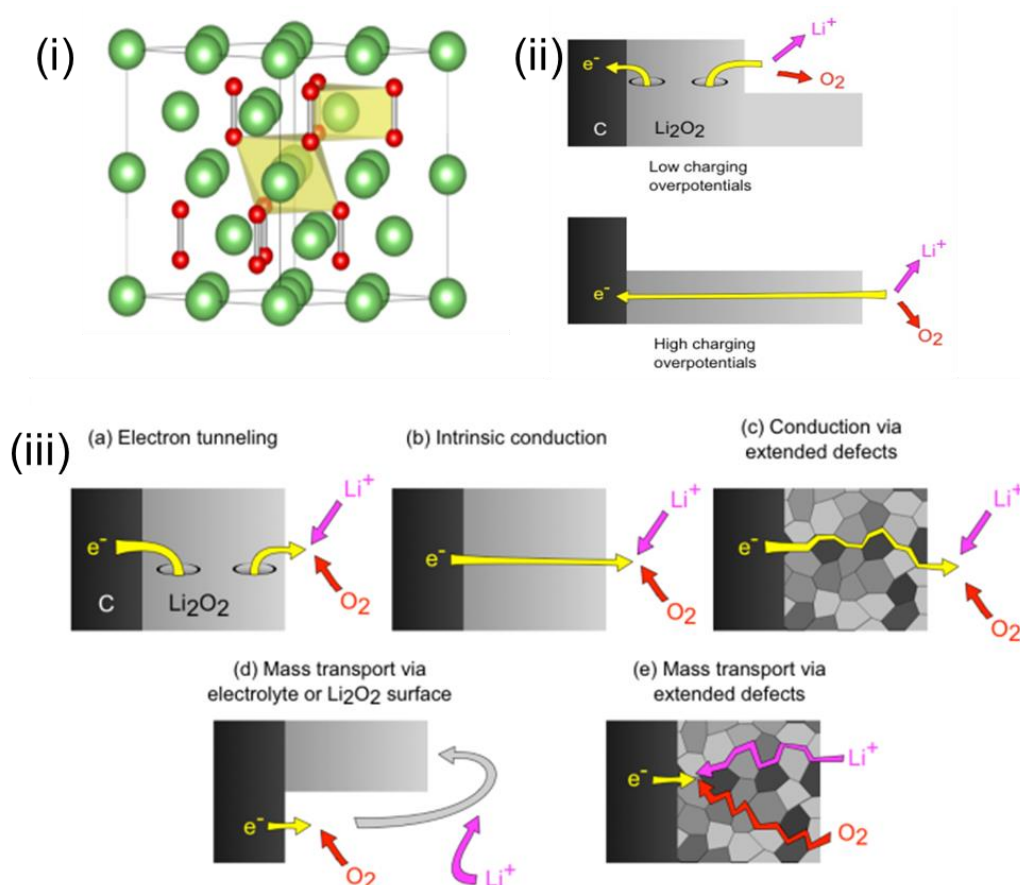 (i)
(ii)
Li⁺
e⁻
O₂
C
Li₂O₂
Low charging
overpotentials
Li⁺
e⁻
O₂
High charging
overpotentials
(iii)
(a) Electron tunneling
(b) Intrinsic conduction
(c) Conduction via
extended defects
Li⁺
e⁻
C
Li₂O₂
O₂
Li⁺
e⁻
O₂
Li⁺
e⁻
O₂
(d) Mass transport via
electrolyte or Li₂O₂ surface
(e) Mass transport via
extended defects
e⁻
O₂
Li⁺
Li⁺
e⁻
O₂